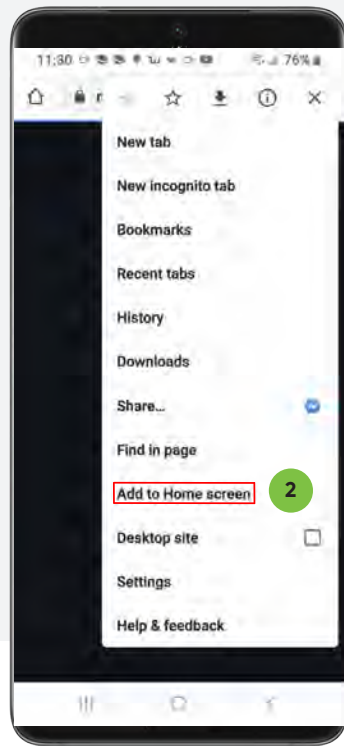 11:30 76%
New tab
New incognito tab
Bookmarks
Recent tabs
History
Downloads
Share...
Find in page
Add to Home screen 2
Desktop site
Settings
Help & feedback